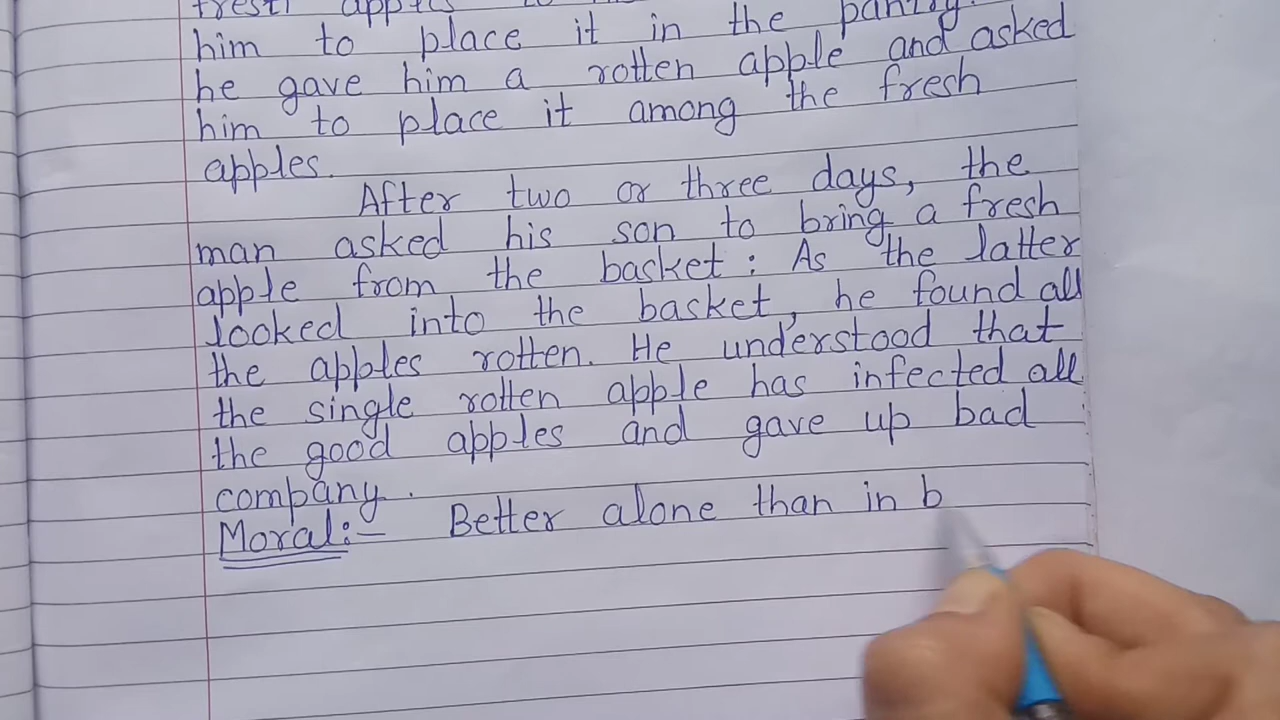 him to place it in the pantry.
he gave him a rotten apple and asked
him to place it among the fresh
apples.
After two or three days, the
man asked his son to bring a fresh
apple from the basket : As the latter
looked into the basket, he found all
the apples rotten. He understood that
the single rotten apple has infected all
the good apples and gave up bad
company.
Moral:- Better alone than in b